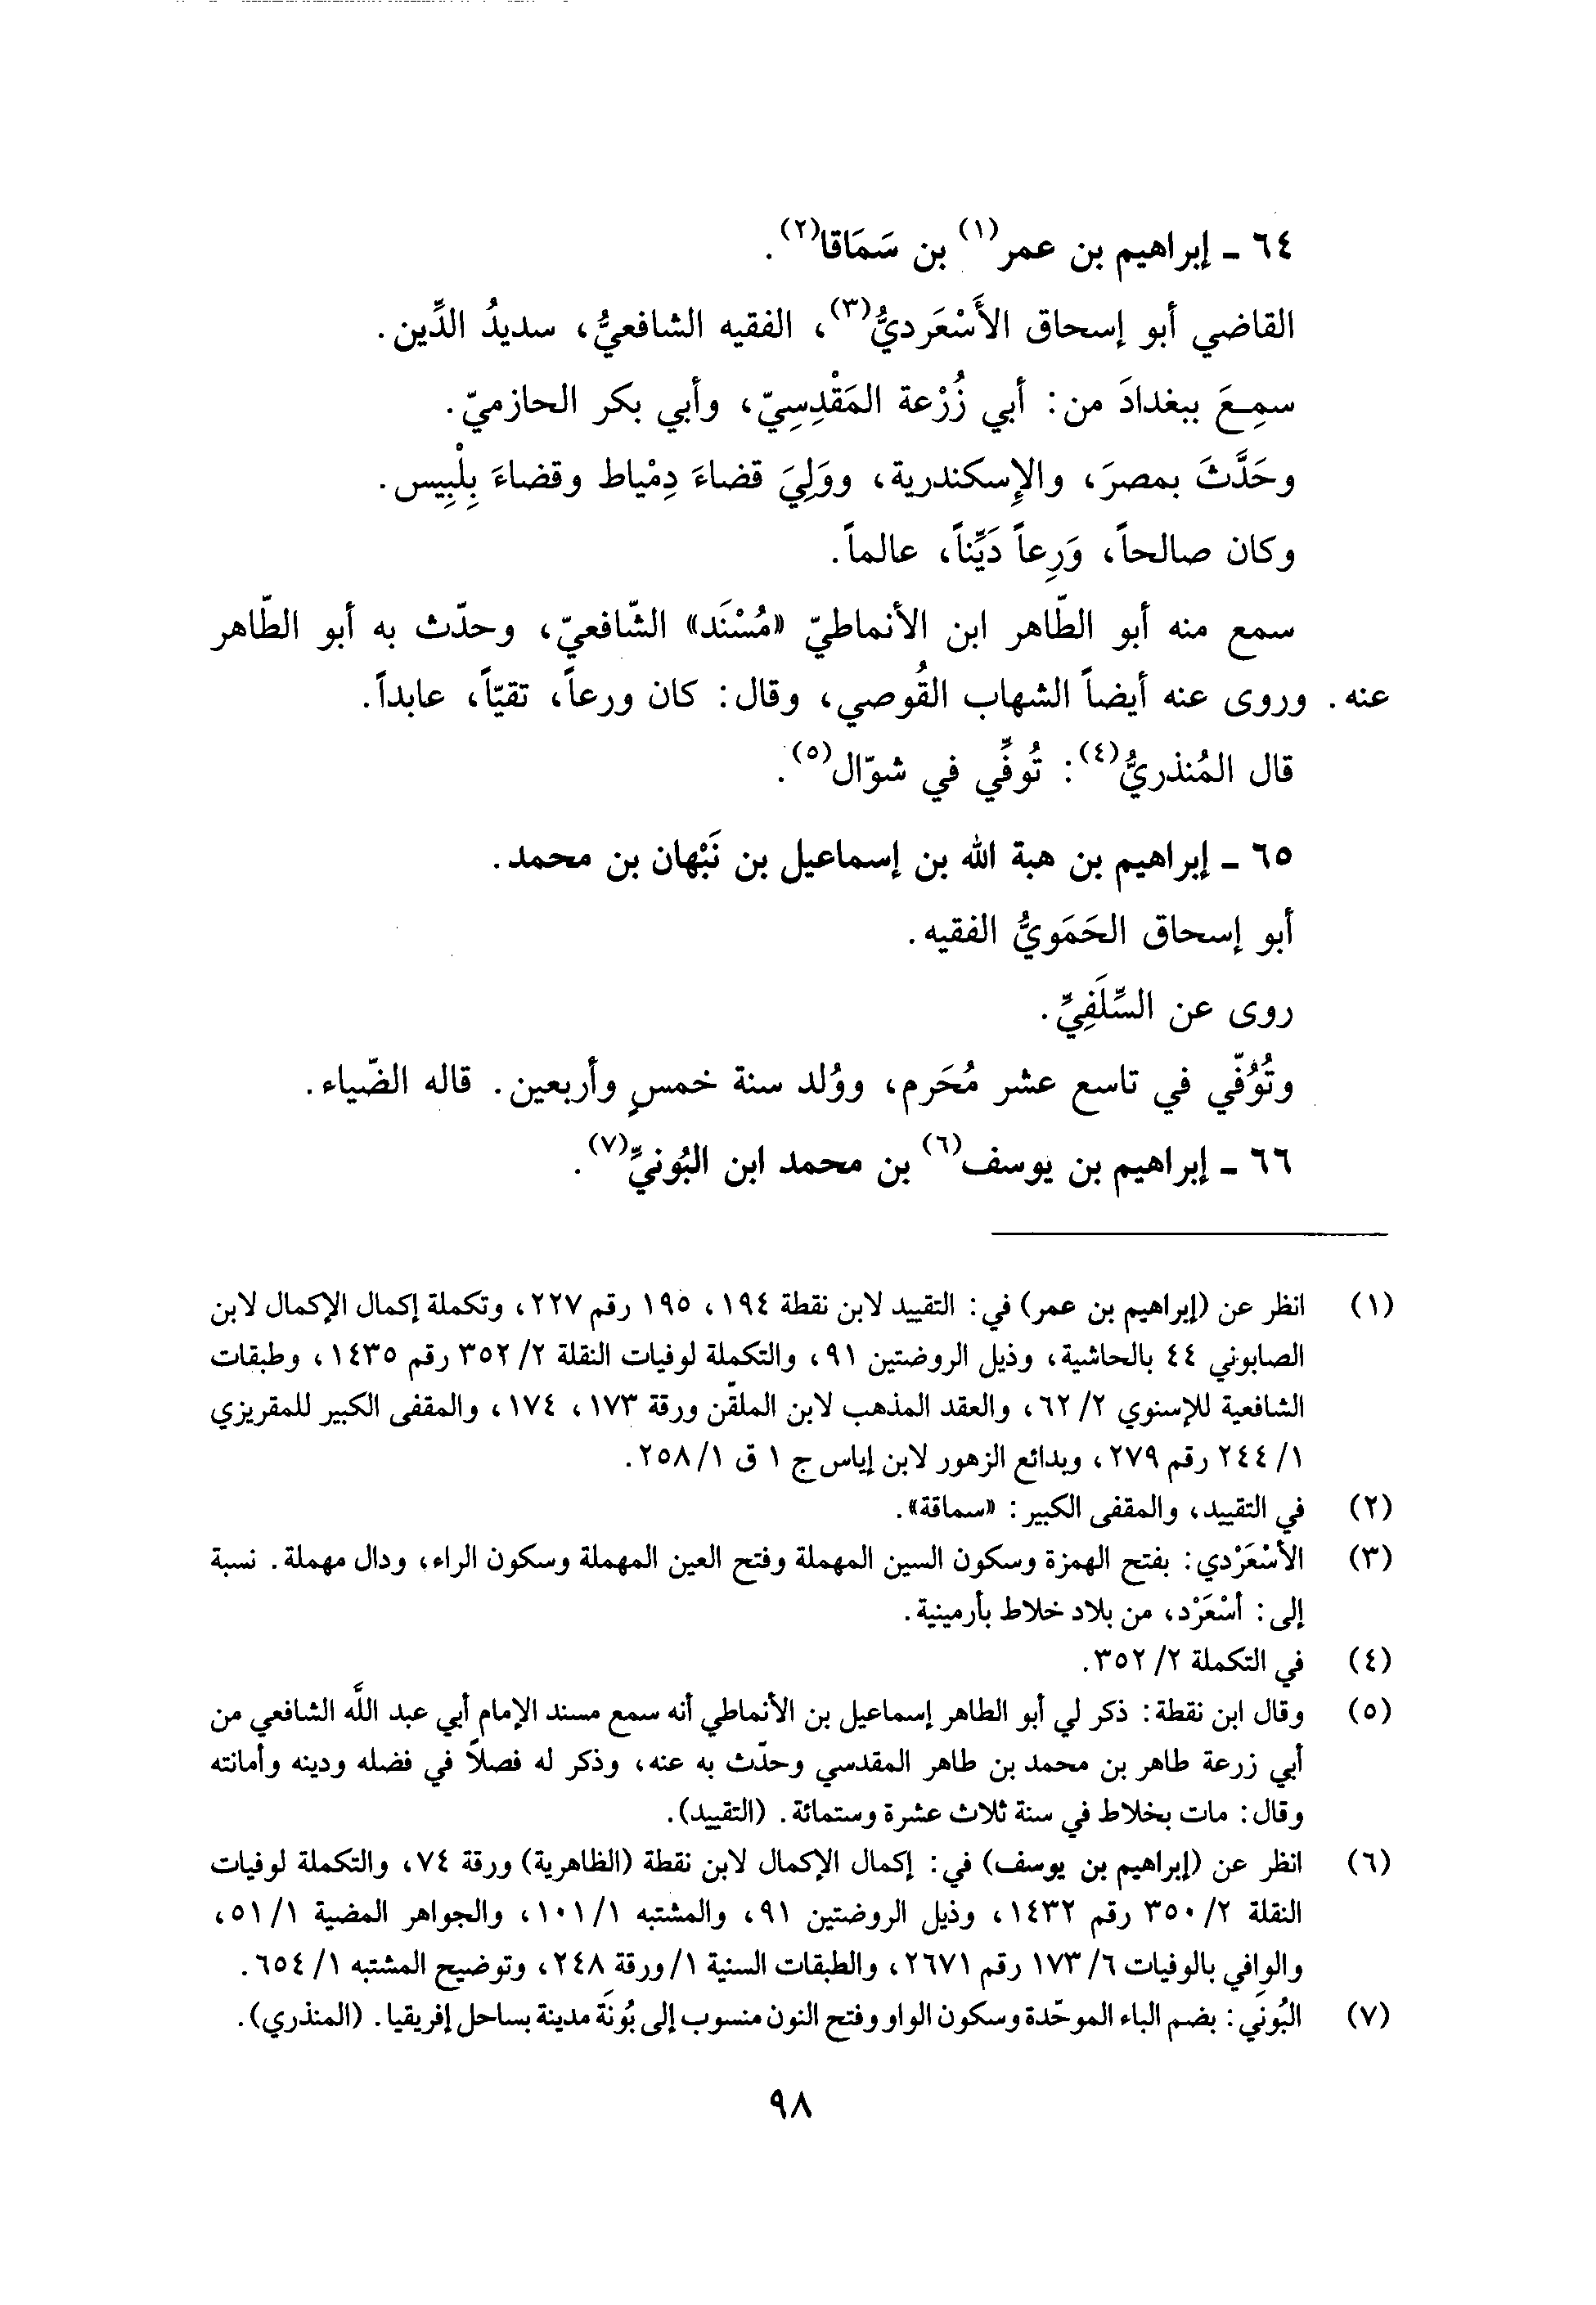 ٦٤ ـ إبراهيم بن عمر(١) بن سَمَاقا(٢).
القاضي أبو إسحاق الأَسْعَرديُّ(٣)، الفقيه الشافعيُّ، سديدُ الدِّين.
سمِعَ ببغدادَ من: أبي زُرْعة المَقْدِسِيّ، وأبي بكر الحازميّ.
وحَدَّثَ بمصرَ، والإسكندرية، ووَلِيَ قضاءَ دِمْياط وقضاءَ بِلْبِيس.
وكان صالحاً، وَرِعاً دَيِّناً، عالماً.
سمع منه أبو الطّاهر ابن الأنماطيّ «مُسْنَد» الشّافعيّ، وحدّث به أبو الطّاهر
عنه. وروى عنه أيضاً الشهاب القُوصي، وقال: كان ورعاً، تقيّاً، عابداً.
قال المُنذريُّ(٤): تُوفِّي في شوّال(٥).
٦٥ ـ إبراهيم بن هبة الله بن إسماعيل بن نَبْهان بن محمد.
أبو إسحاق الحَمَويُّ الفقيه.
روى عن السِّلَفِيِّ.
وتُوُفّي في تاسع عشر مُحَرم، ووُلد سنة خمسٍ وأربعين. قاله الضّياء.
٦٦ ـ إبراهيم بن يوسف(٦) بن محمد ابن البُونيِّ(٧).
(١) انظر عن (إبراهيم بن عمر) في: التقييد لابن نقطة ١٩٤، ١٩٥ رقم ٢٢٧، وتكملة إكمال الإكمال لابن
الصابوني ٤٤ بالحاشية، وذيل الروضتين ٩١، والتكملة لوفيات النقلة ٢/ ٣٥٢ رقم ١٤٣٥، وطبقات
الشافعية للإسنوي ٢/ ٦٢، والعقد المذهب لابن الملقّن ورقة ١٧٣، ١٧٤، والمقفى الكبير للمقريزي
١/ ٢٤٤ رقم ٢٧٩، وبدائع الزهور لابن إياس ج ١ ق ١/ ٢٥٨.
(٢) في التقييد، والمقفى الكبير: «سماقة».
(٣) الأسْعَرْدي: بفتح الهمزة وسكون السين المهملة وفتح العين المهملة وسكون الراء، ودال مهملة. نسبة
إلى: أسْعَرْد، من بلاد خلاط بأرمينية.
(٤) في التكملة ٢/ ٣٥٢.
(٥) وقال ابن نقطة: ذكر لي أبو الطاهر إسماعيل بن الأنماطي أنه سمع مسند الإمام أبي عبد اللَّه الشافعي من
أبي زرعة طاهر بن محمد بن طاهر المقدسي وحدّث به عنه، وذكر له فصلاً في فضله ودينه وأمانته
وقال: مات بخلاط في سنة ثلاث عشرة وستمائة. (التقييد).
(٦) انظر عن (إبراهيم بن يوسف) في: إكمال الإكمال لابن نقطة (الظاهرية) ورقة ٧٤، والتكملة لوفيات
النقلة ٢/ ٣٥٠ رقم ١٤٣٢، وذيل الروضتين ٩١، والمشتبه ١/ ١٠١، والجواهر المضية ١/ ٥١،
والوافي بالوفيات ٦/ ١٧٣ رقم ٢٦٧١، والطبقات السنية ١/ ورقة ٢٤٨، وتوضيح المشتبه ١/ ٦٥٤.
(٧) البُونَي: بضم الباء الموحّدة وسكون الواو وفتح النون منسوب إلى بُونَة مدينة بساحل إفريقيا. (المنذري).
٩٨